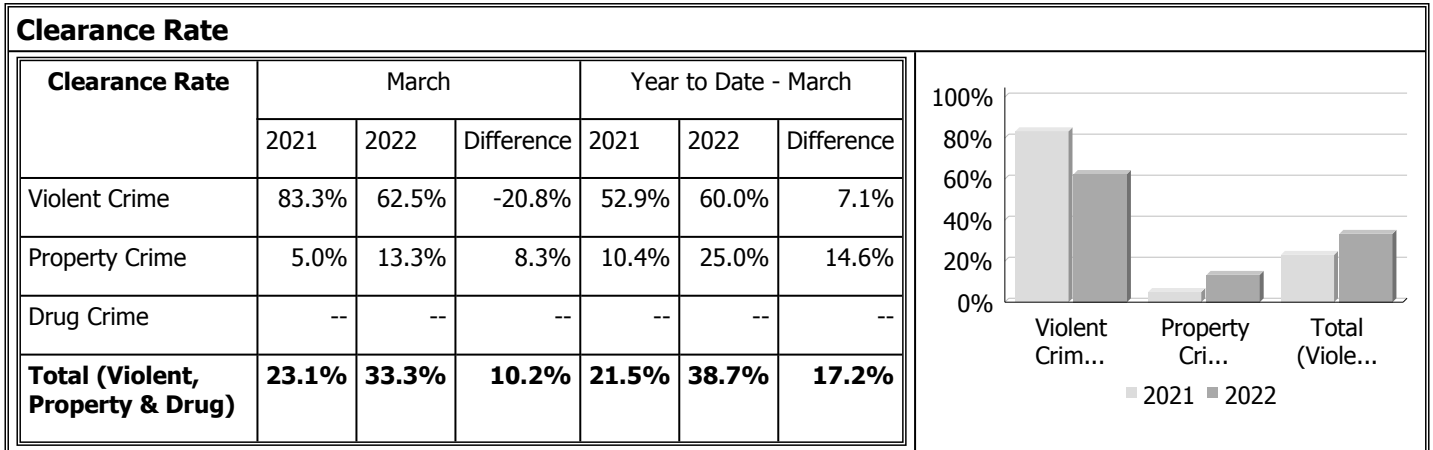 Clearance Rate
Clearance Rate March Year to Date - March
2021 2022 Difference 2021 2022 Difference
Violent Crime 83.3% 62.5% -20.8% 52.9% 60.0% 7.1%
Property Crime 5.0% 13.3% 8.3% 10.4% 25.0% 14.6%
Drug Crime -- -- -- -- -- --
Total (Violent, 23.1% 33.3% 10.2% 21.5% 38.7% 17.2%
Property & Drug)
100%
80%
60%
40%
20%
0%
Violent Property Total
Crim... Cri... (Viole...
2021 2022